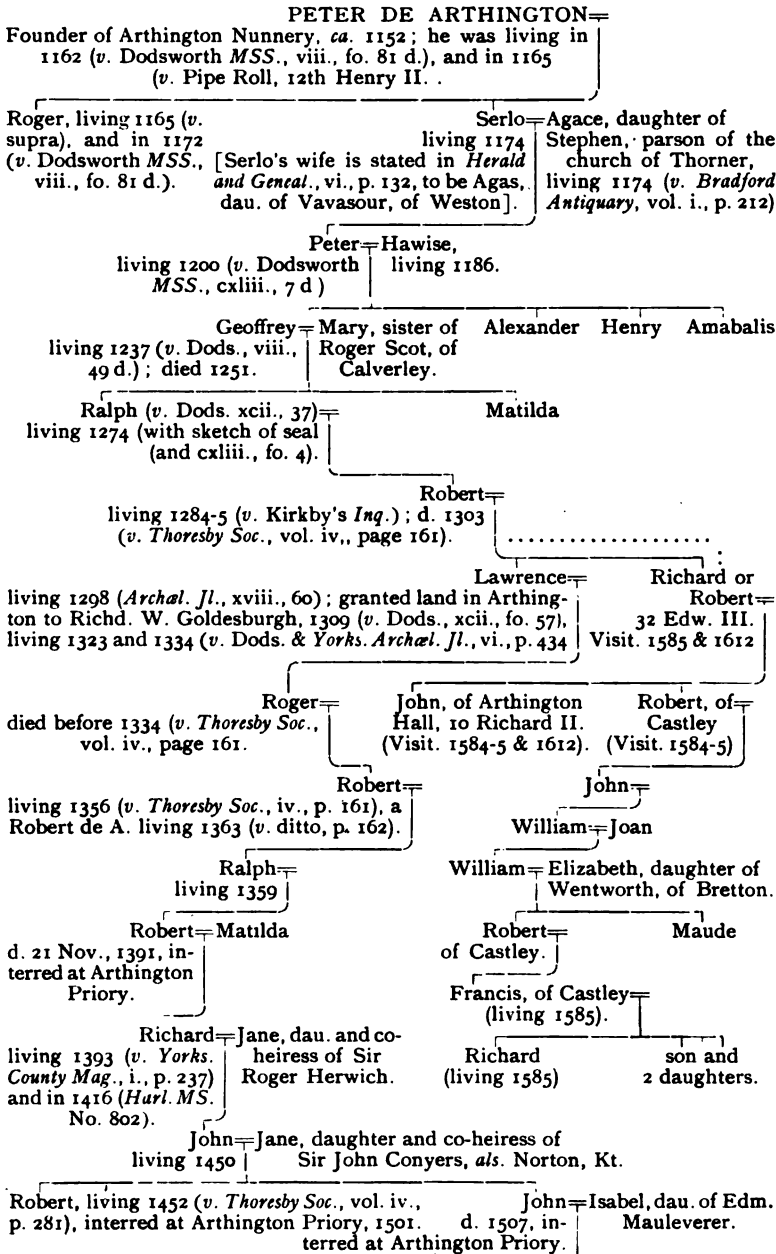 PETER DE ARTHINGTON=
Founder of Arthington Nunnery, ca. 1152; he was living in
1162 (v. Dodsworth MSS., viii., fo. 81 d.), and in 1165
(v. Pipe Roll, 12th Henry II. .
Roger, living 1165 (v.
supra), and in 1172
(v. Dodsworth MSS.,
viii., fo. 81 d.).
Serlo=
living 1174
[Serlo's wife is stated in Herald
and Geneal., vi., p. 132, to be Agas,
dau. of Vavasour, of Weston].
Agace, daughter of
Stephen, parson of the
church of Thorner,
living 1174 (v. Bradford
Antiquary, vol. i., p. 212)
Peter=Hawise,
living 1200 (v. Dodsworth
MSS., cxliii., 7 d )
living 1186.
Geoffrey=
living 1237 (v. Dods., viii.,
49 d.); died 1251.
Mary, sister of
Roger Scot, of
Calverley.
Alexander Henry Amabalis
Ralph (v. Dods. xcii., 37)=
living 1274 (with sketch of seal
(and cxliii., fo. 4).
Matilda
Robert=
living 1284-5 (v. Kirkby's Inq.); d. 1303
(v. Thoresby Soc., vol. iv,, page 161).
Lawrence=
living 1298 (Archæl. Jl., xviii., 60); granted land in Arthing-
ton to Richd. W. Goldesburgh, 1309 (v. Dods., xcii., fo. 57),
living 1323 and 1334 (v. Dods. & Yorks. Archæl. Jl., vi., p. 434
Richard or
Robert=
32 Edw. III.
Visit. 1585 & 1612
Roger=
died before 1334 (v. Thoresby Soc.,
vol. iv., page 161.
John, of Arthington
Hall, 10 Richard II.
(Visit. 1584-5 & 1612).
Robert, of=
Castley
(Visit. 1584-5)
Robert=
living 1356 (v. Thoresby Soc., iv., p. 161), a
Robert de A. living 1363 (v. ditto, p. 162).
John=
William=Joan
Ralph=
living 1359
William=Elizabeth, daughter of
Wentworth, of Bretton.
Robert=Matilda
d. 21 Nov., 1391, in-
terred at Arthington
Priory.
Robert=
of Castley.
Maude
Francis, of Castley=
(living 1585).
Richard=
living 1393 (v. Yorks.
County Mag., i., p. 237)
and in 1416 (Harl. MS.
No. 802).
Jane, dau. and co-
heiress of Sir
Roger Herwich.
Richard
(living 1585)
son and
2 daughters.
John=Jane, daughter and co-heiress of
living 1450 Sir John Conyers, als. Norton, Kt.
Robert, living 1452 (v. Thoresby Soc., vol. iv.,
p. 281), interred at Arthington Priory, 1501.
John=Isabel, dau. of Edm.
d. 1507, in- Mauleverer.
terred at Arthington Priory.